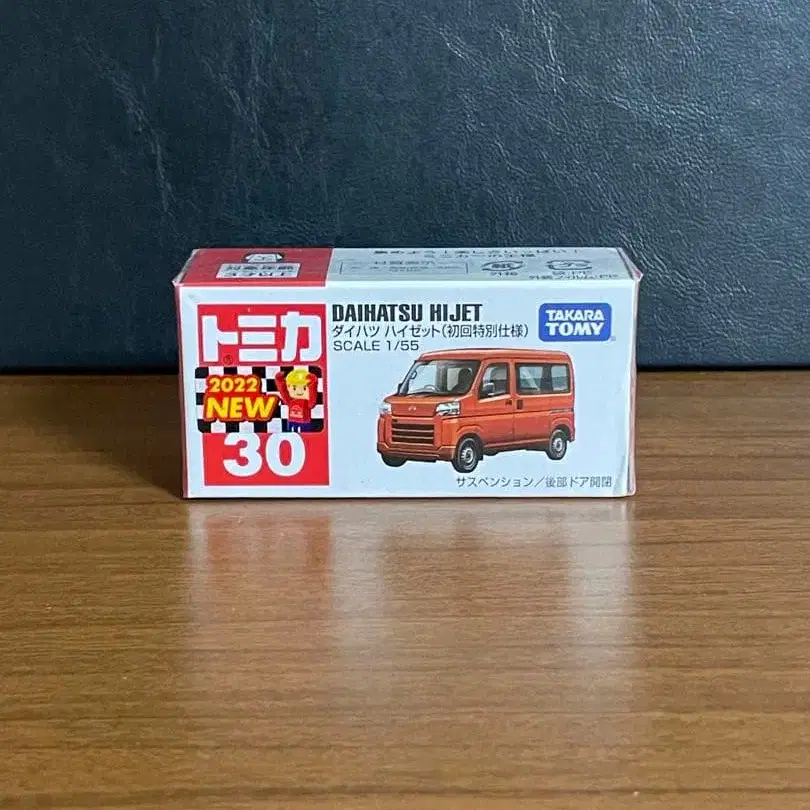 トミカ
2022
NEW
30
DAIHATSU HIJET
ダイハツ ハイゼット(初回特別仕様)
SCALE 1/55
TAKARA
TOMY
サスペンション/後部ドア開閉